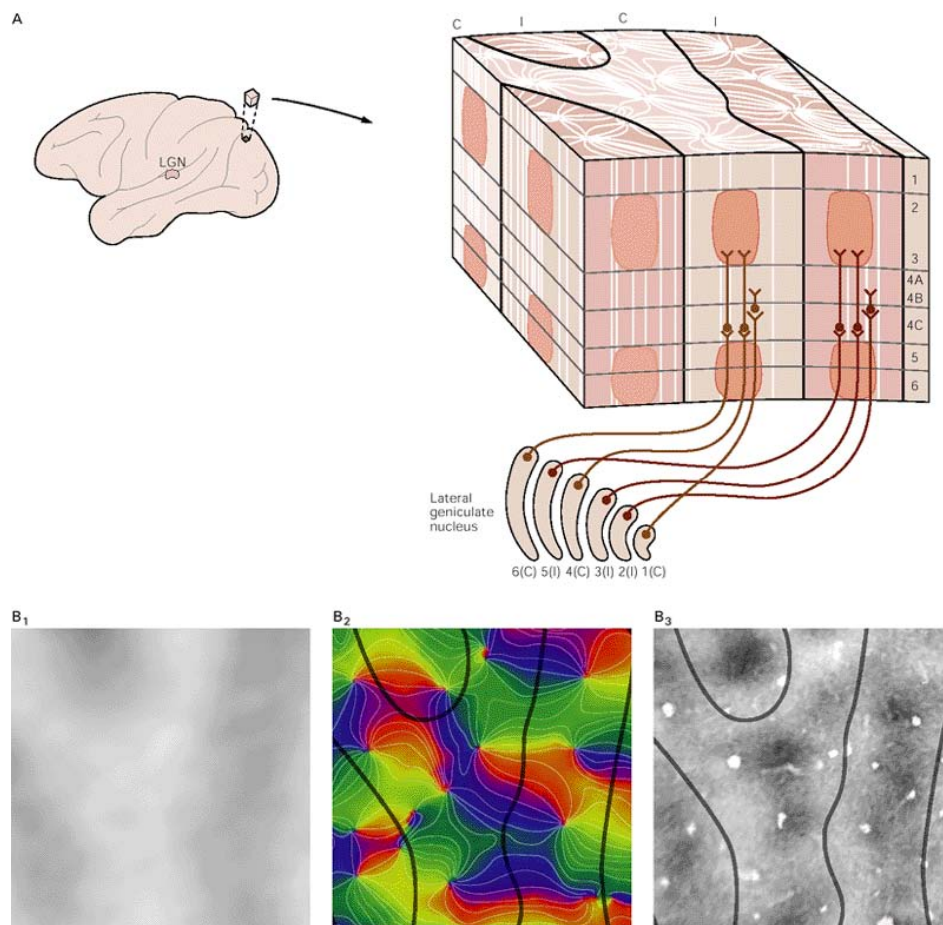 A
C I C I
LGN
1
2
3
4A
4B
4C
5
6
Lateral
geniculate
nucleus
6(C) 5(I) 4(C) 3(I) 2(I) 1(C)
B1
B2
B3